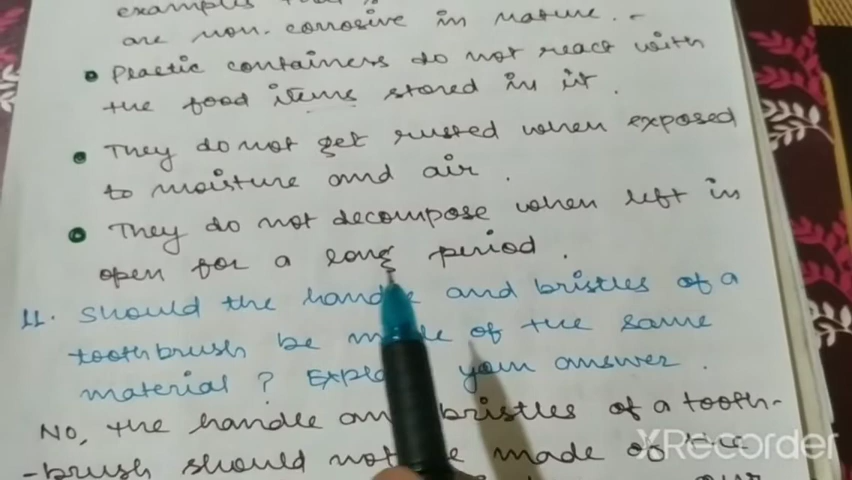 examples
are non-corrosive in nature. -
• Plastic containers do not react with
the food items stored in it.
• They do not get rusted when exposed
to moisture and air.
• They do not decompose when left in
open for a long period.
11. Should the handle and bristles of a
toothbrush be made of the same
material? Explain your answer.
No, the handle and bristles of a tooth-
-brush should not be made of the
XRecorder